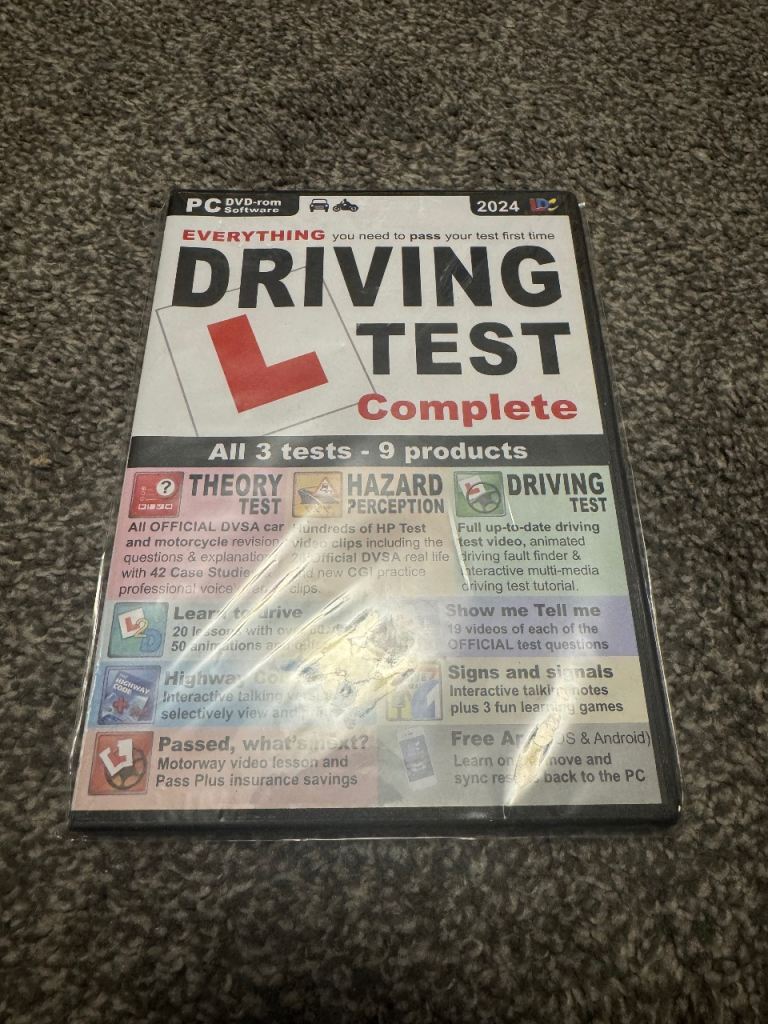 PC DVD-rom Software
2024 LDC
EVERYTHING you need to pass your test first time
DRIVING
TEST
L
Complete
All 3 tests - 9 products
THEORY
TEST
All OFFICIAL DVSA car
and motorcycle revision
questions & explanation
with 42 Case Studie
professional voice
HAZARD
PERCEPTION
Hundreds of HP Test
video clips including the
Official DVSA real life
and new CGI practice
clips.
DRIVING
TEST
Full up-to-date driving
test video, animated
driving fault finder &
interactive multi-media
driving test tutorial.
Learn to drive
20 lessons with
50 animations
Show me Tell me
19 videos of each of the
OFFICIAL test questions
Highway
Interactive talking
selectively view and
HIGHWAY
CODE
Signs and signals
Interactive talking notes
plus 3 fun learning games
Passed, what's next?
Motorway video lesson and
Pass Plus insurance savings
Free OS & Android)
Learn on move and
sync back to the PC